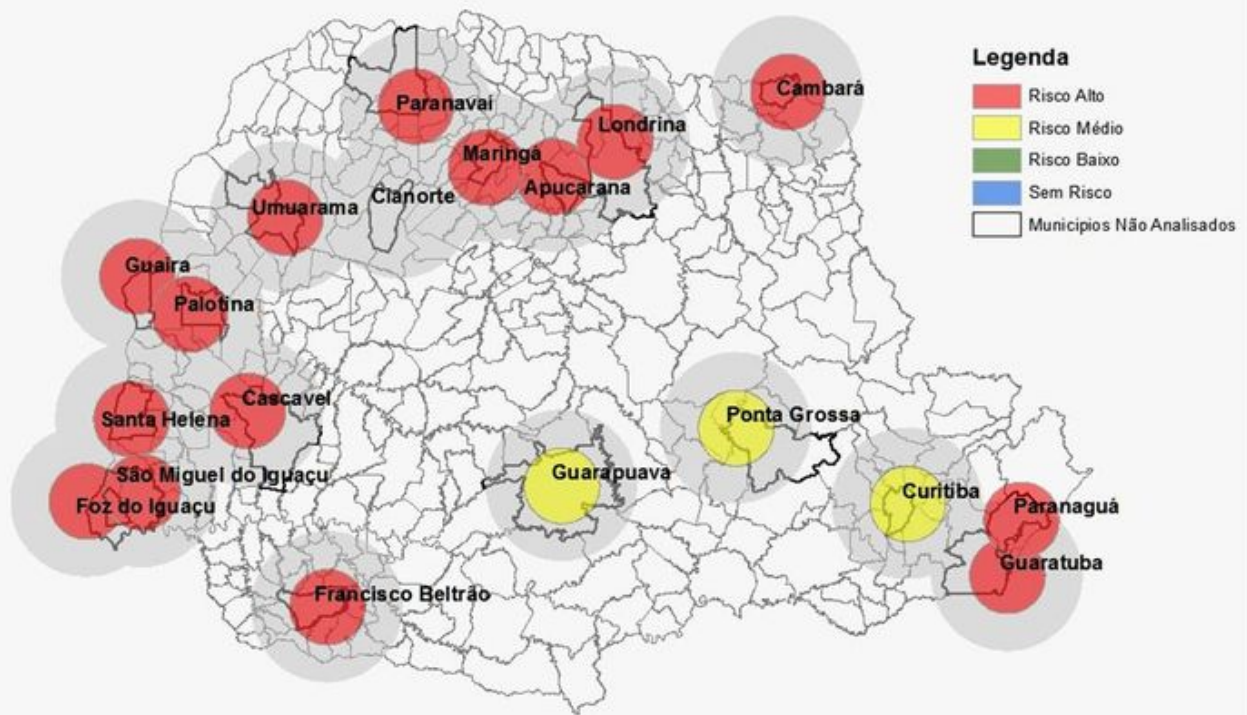 Legenda
Risco Alto
Risco Médio
Risco Baixo
Sem Risco
Municipios Não Analisados
Cambará
Paranavaí
Londrina
Maringá
Apucarana
Cianorte
Umuarama
Guaira
Palotina
Cascavel
Santa Helena
Ponta Grossa
Guarapuava
São Miguel do Iguaçu
Foz do Iguaçu
Curitiba
Paranaguá
Guaratuba
Francisco Beltrão